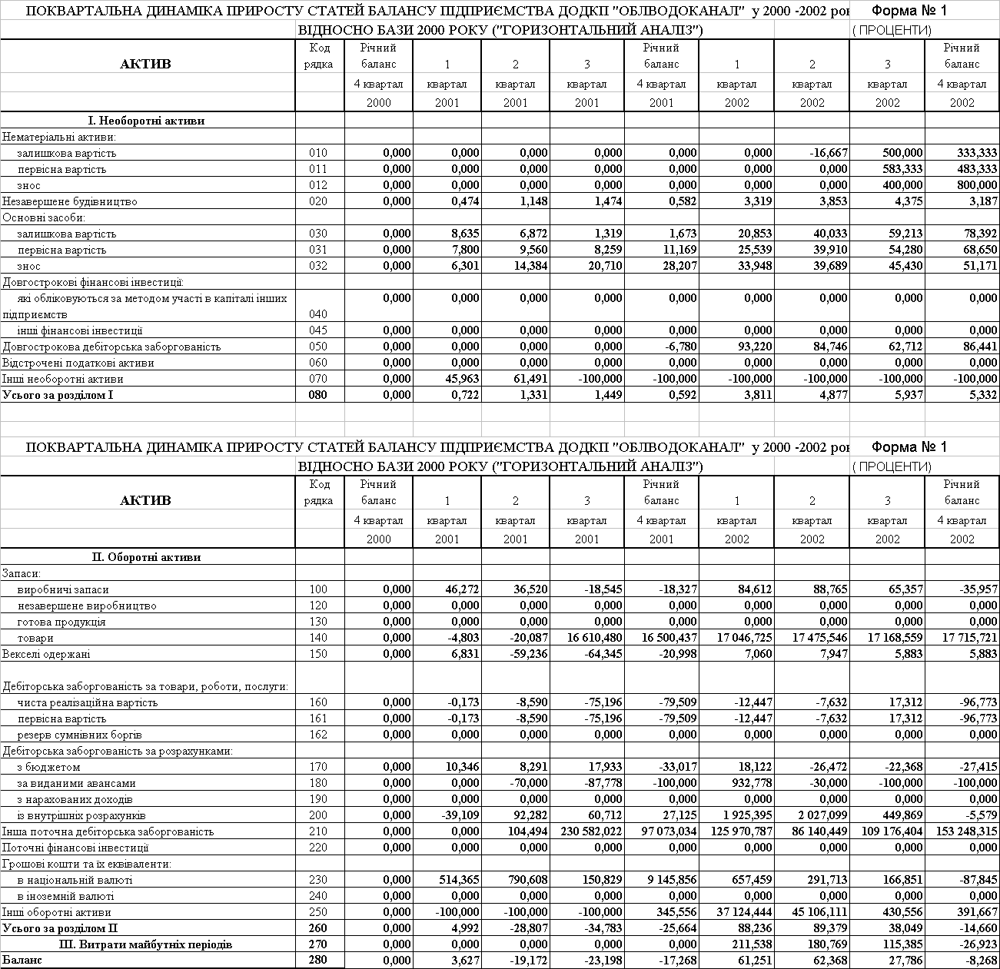 ПОКВАРТАЛЬНА ДИНАМІКА ПРИРОСТУ СТАТЕЙ БАЛАНСУ ПІДПРИЄМСТВА ДОДКП "ОБЛВОДОКАНАЛ" у 2000 -2002 рок Форма № 1
ВІДНОСНО БАЗИ 2000 РОКУ ("ГОРИЗОНТАЛЬНИЙ АНАЛІЗ") ( ПРОЦЕНТИ)
Код Річний Річний Річний
АКТИВ рядка баланс 1 2 3 баланс 1 2 3 баланс
4 квартал квартал квартал квартал 4 квартал квартал квартал квартал 4 квартал
2000 2001 2001 2001 2001 2002 2002 2002 2002
І. Необоротні активи
Нематеріальні активи:
залишкова вартість 010 0,000 0,000 0,000 0,000 0,000 0,000 -16,667 500,000 333,333
первісна вартість 011 0,000 0,000 0,000 0,000 0,000 0,000 0,000 583,333 483,333
знос 012 0,000 0,000 0,000 0,000 0,000 0,000 0,000 400,000 800,000
Незавершене будівництво 020 0,000 0,474 1,148 1,474 0,582 3,319 3,853 4,375 3,187
Основні засоби:
залишкова вартість 030 0,000 8,635 6,872 1,319 1,673 20,853 40,033 59,213 78,392
первісна вартість 031 0,000 7,800 9,560 8,259 11,169 25,539 39,910 54,280 68,650
знос 032 0,000 6,301 14,384 20,710 28,207 33,948 39,689 45,430 51,171
Довгострокові фінансові інвестиції:
які обліковуються за методом участі в капіталі інших 0,000 0,000 0,000 0,000 0,000 0,000 0,000 0,000 0,000
підприємств 040
інші фінансові інвестиції 045 0,000 0,000 0,000 0,000 0,000 0,000 0,000 0,000 0,000
Довгострокова дебіторська заборгованість 050 0,000 0,000 0,000 0,000 -6,780 93,220 84,746 62,712 86,441
Відстрочені податкові активи 060 0,000 0,000 0,000 0,000 0,000 0,000 0,000 0,000 0,000
Інші необоротні активи 070 0,000 45,963 61,491 -100,000 -100,000 -100,000 -100,000 -100,000 -100,000
Усього за розділом І 080 0,000 0,722 1,331 1,449 0,592 3,811 4,877 5,937 5,332
ПОКВАРТАЛЬНА ДИНАМІКА ПРИРОСТУ СТАТЕЙ БАЛАНСУ ПІДПРИЄМСТВА ДОДКП "ОБЛВОДОКАНАЛ" у 2000 -2002 рок Форма № 1
ВІДНОСНО БАЗИ 2000 РОКУ ("ГОРИЗОНТАЛЬНИЙ АНАЛІЗ") ( ПРОЦЕНТИ)
Код Річний Річний Річний
АКТИВ рядка баланс 1 2 3 баланс 1 2 3 баланс
4 квартал квартал квартал квартал 4 квартал квартал квартал квартал 4 квартал
2000 2001 2001 2001 2001 2002 2002 2002 2002
ІІ. Оборотні активи
Запаси:
виробничі запаси 100 0,000 46,272 36,520 -18,545 -18,327 84,612 88,765 65,357 -35,957
незавершене виробництво 120 0,000 0,000 0,000 0,000 0,000 0,000 0,000 0,000 0,000
готова продукція 130 0,000 0,000 0,000 0,000 0,000 0,000 0,000 0,000 0,000
товари 140 0,000 -4,803 -20,087 16 610,480 16 500,437 17 046,725 17 475,546 17 168,559 17 715,721
Векселі одержані 150 0,000 6,831 -59,236 -64,345 -20,998 7,060 7,947 5,883 5,883
Дебіторська заборгованість за товари, роботи, послуги:
чиста реалізаційна вартість 160 0,000 -0,173 -8,590 -75,196 -79,509 -12,447 -7,632 17,312 -96,773
первісна вартість 161 0,000 -0,173 -8,590 -75,196 -79,509 -12,447 -7,632 17,312 -96,773
резерв сумнівних боргів 162 0,000 0,000 0,000 0,000 0,000 0,000 0,000 0,000 0,000
Дебіторська заборгованість за розрахунками:
з бюджетом 170 0,000 10,346 8,291 17,933 -33,017 18,122 -26,472 -22,368 -27,415
за виданими авансами 180 0,000 0,000 -70,000 -87,778 -100,000 932,778 -30,000 -100,000 -100,000
з нарахованих доходів 190 0,000 0,000 0,000 0,000 0,000 0,000 0,000 0,000 0,000
із внутрішніх розрахунків 200 0,000 -39,109 92,282 60,712 27,125 1 925,395 2 027,099 449,869 -5,579
Інша поточна дебіторська заборгованість 210 0,000 0,000 104,494 230 582,022 97 073,034 125 970,787 86 140,449 109 176,404 153 248,315
Поточні фінансові інвестиції 220 0,000 0,000 0,000 0,000 0,000 0,000 0,000 0,000 0,000
Грошові кошти та їх еквіваленти:
в національній валюті 230 0,000 514,365 790,608 150,829 9 145,856 657,459 291,713 166,851 -87,845
в іноземній валюті 240 0,000 0,000 0,000 0,000 0,000 0,000 0,000 0,000 0,000
Інші оборотні активи 250 0,000 -100,000 -100,000 -100,000 345,556 37 124,444 45 106,111 430,556 391,667
Усього за розділом ІІ 260 0,000 4,992 -28,807 -34,783 -25,664 88,236 89,379 38,049 -14,660
ІІІ. Витрати майбутніх періодів 270 0,000 0,000 0,000 0,000 0,000 211,538 180,769 115,385 -26,923
Баланс 280 0,000 3,627 -19,172 -23,198 -17,268 61,251 62,368 27,786 -8,268